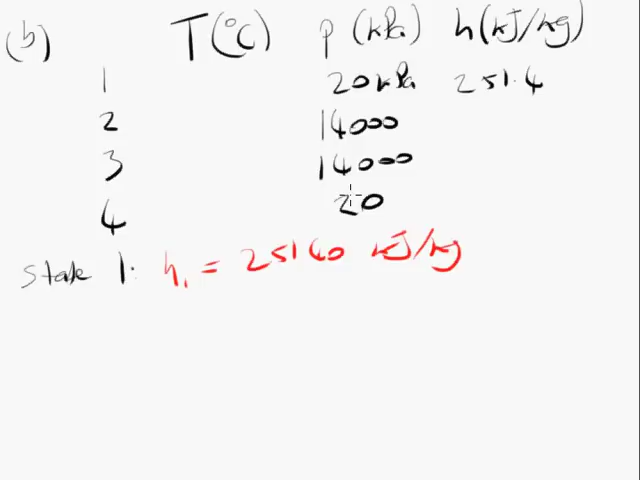 (b) T(°C) p (kPa) h(kJ/kg)
1 20kPa 251.4
2 14000
3 14000
4 20
State 1: h₁ = 251.40 kJ/kg